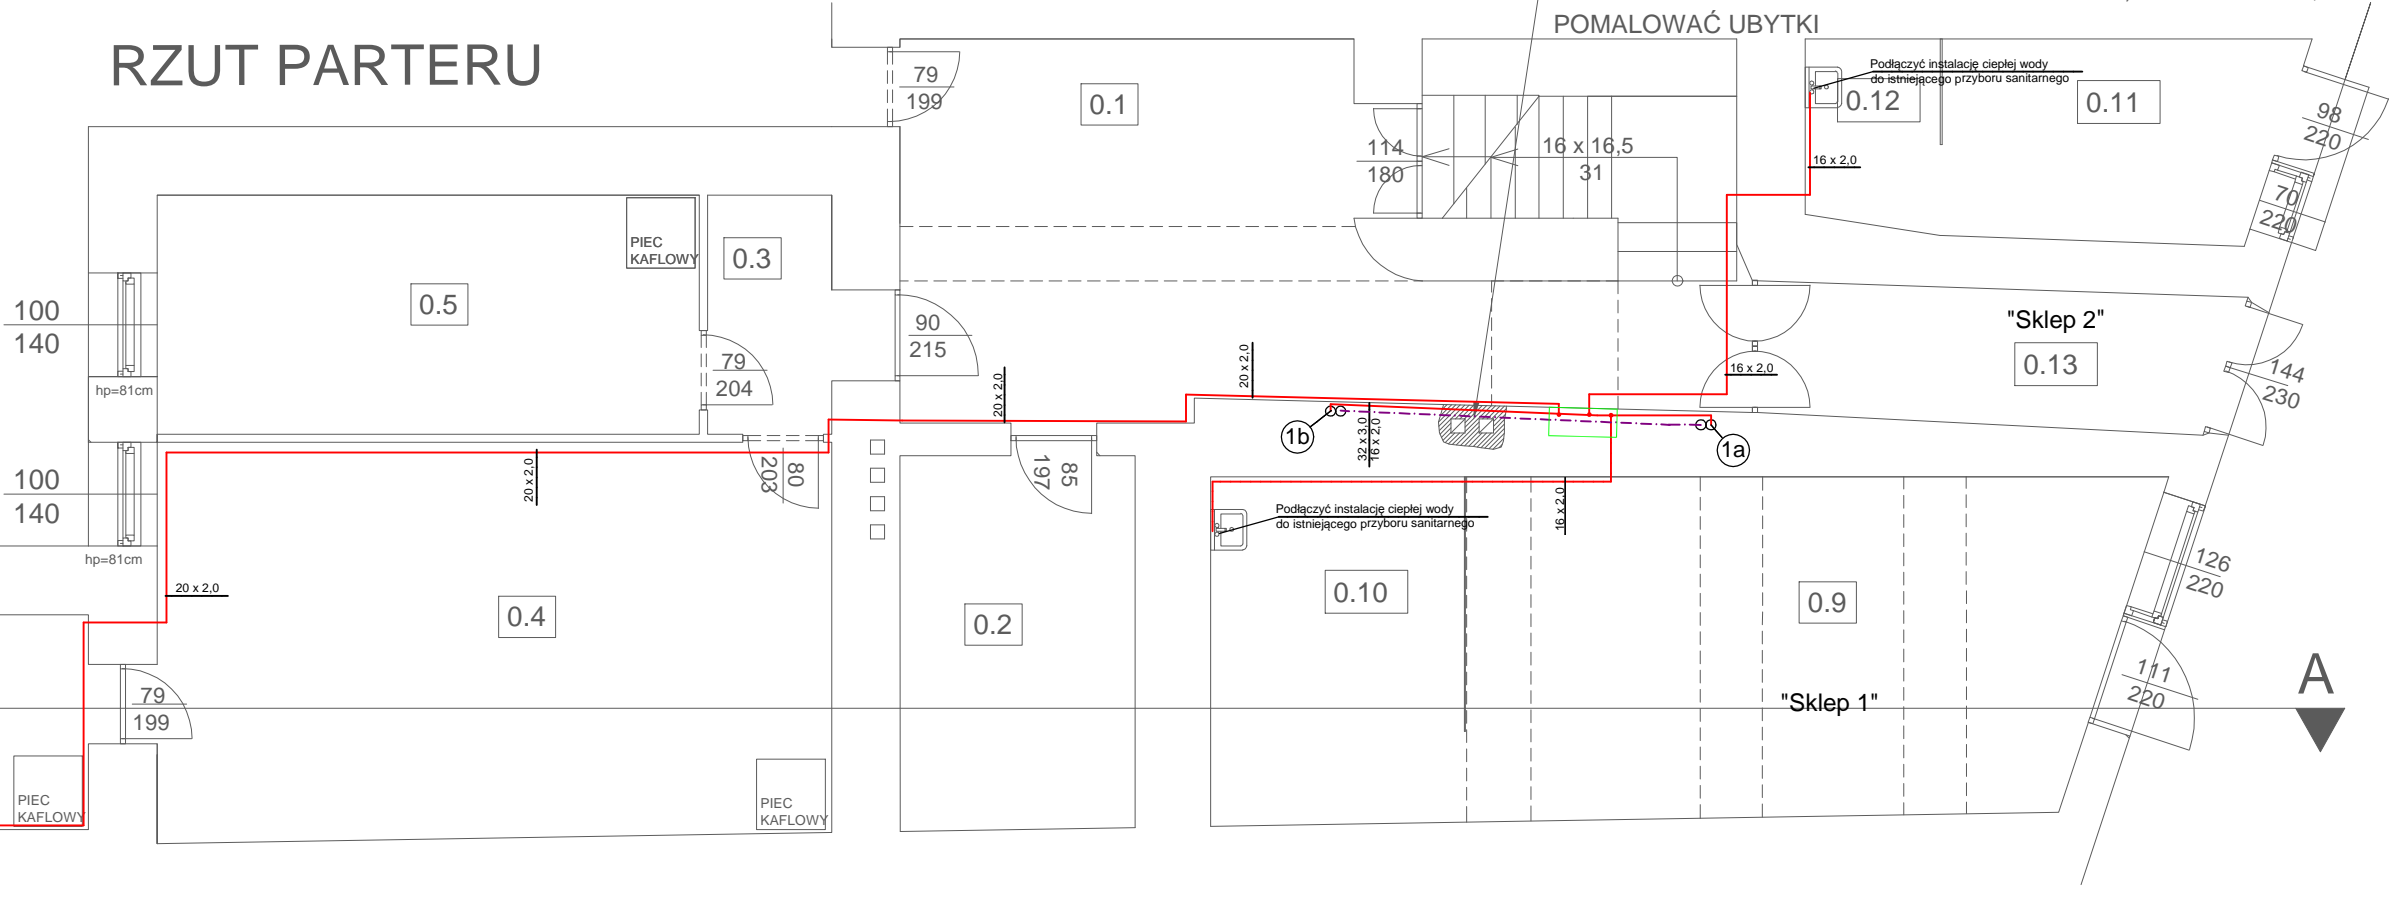 POMALOWAĆ UBYTKI
RZUT PARTERU
79
199
0.1
114
180
16 x 16,5
31
Podłączyć instalację ciepłej wody
do istniejącego przyboru sanitarnego
0.12
0.11
98
220
70
220
16 x 2,0
PIEC
KAFLOWY
0.3
0.5
100
140
hp=81cm
79
204
90
215
20 x 2,0
20 x 2,0
16 x 2,0
"Sklep 2"
0.13
144
230
1b
32 x 3,0
16 x 2,0
1a
100
140
hp=81cm
20 x 2,0
80
203
85
197
Podłączyć instalację ciepłej wody
do istniejącego przyboru sanitarnego
16 x 2,0
20 x 2,0
0.4
0.2
0.10
0.9
126
220
"Sklep 1"
111
220
A
79
199
PIEC
KAFLOWY
PIEC
KAFLOWY